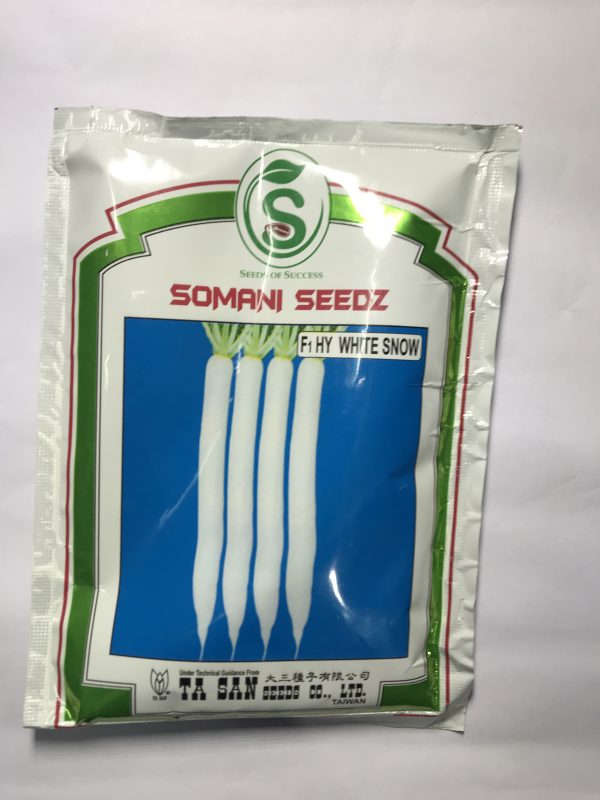 S
SEEDS OF SUCCESS
SOMANI SEEDZ
F1 HY WHITE SNOW
Under Technical Guidance From
TA SAN 大三種子有限公司
SEEDS CO., LTD.
TAIWAN